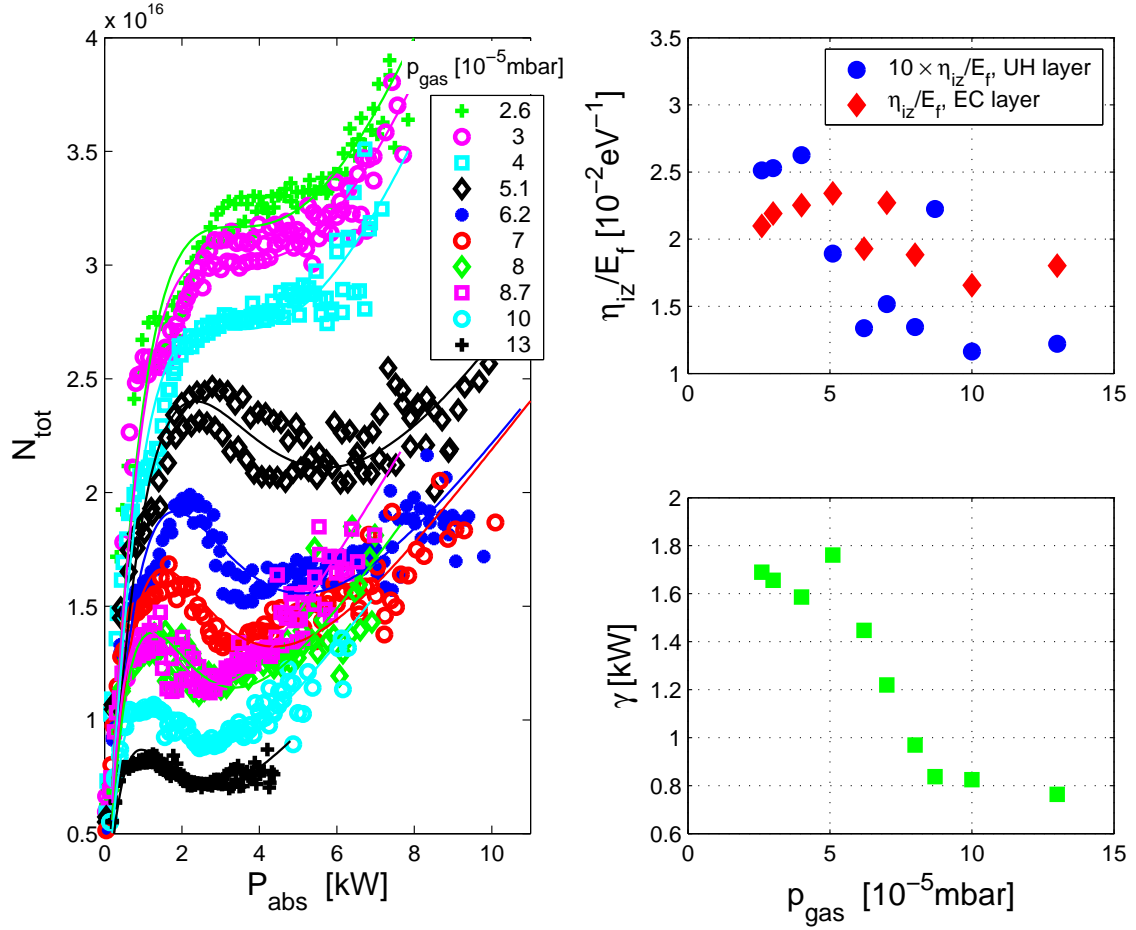 x 10^16
4
3.5
3
2.5
2
1.5
1
0.5
N_tot
0 2 4 6 8 10
P_abs [kW]
p_gas [10^−5 mbar]
2.6
3
4
5.1
6.2
7
8
8.7
10
13
3.5
3
2.5
2
1.5
1
η_iz/E_f [10^−2 eV^−1]
10 × η_iz/E_f, UH layer
η_iz/E_f, EC layer
0 5 10 15
2
1.8
1.6
1.4
1.2
1
0.8
0.6
γ [kW]
0 5 10 15
p_gas [10^−5 mbar]